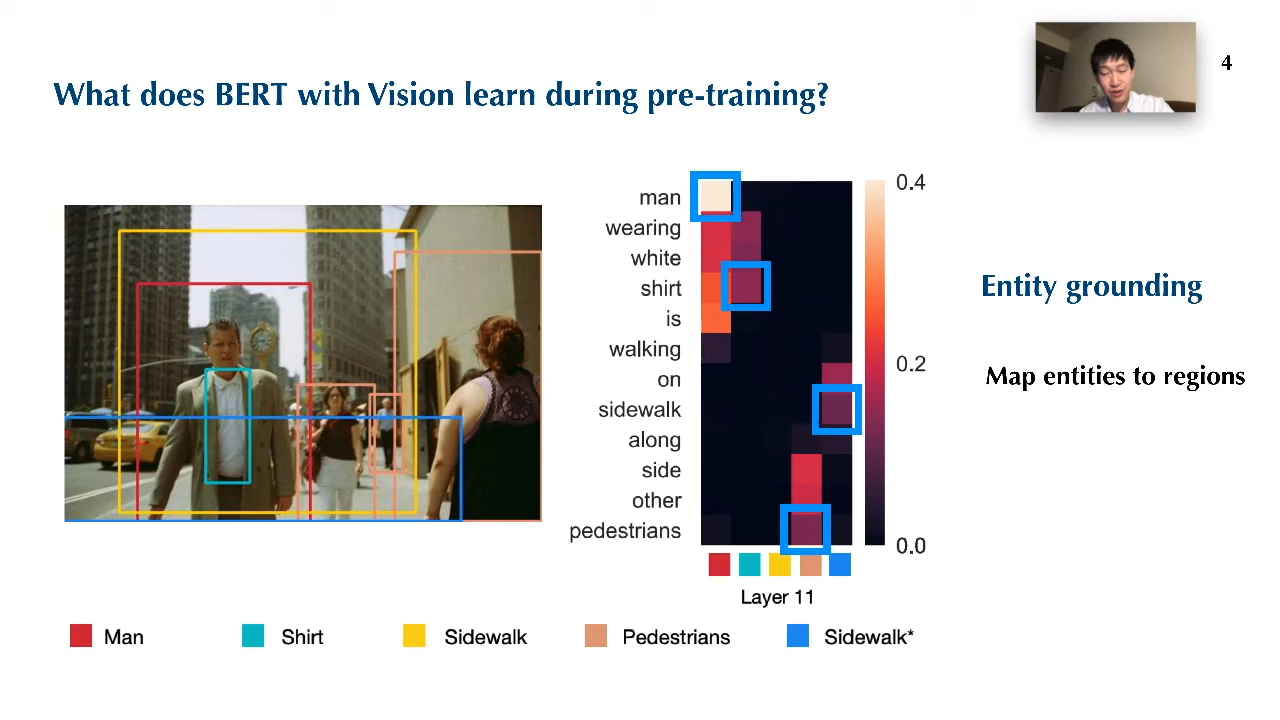 4
What does BERT with Vision learn during pre-training?
man
wearing
white
shirt
is
walking
on
sidewalk
along
side
other
pedestrians
0.4
0.2
0.0
Layer 11
Entity grounding
Map entities to regions
Man
Shirt
Sidewalk
Pedestrians
Sidewalk*